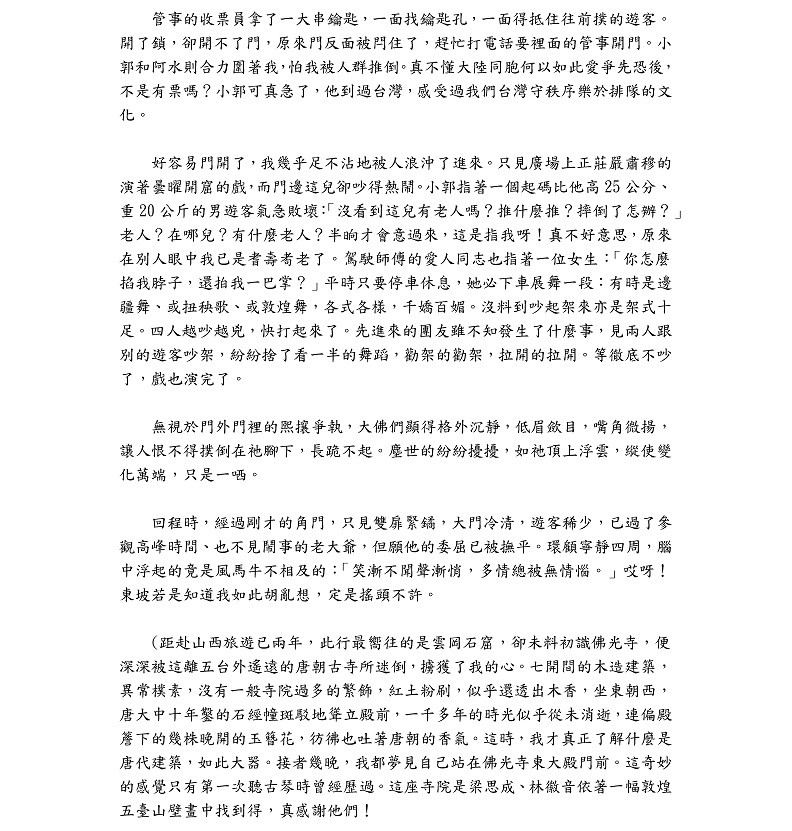 管事的收票員拿了一大串鑰匙，一面找鑰匙孔，一面得抵住往前撲的遊客。
開了鎖，卻開不了門，原來門反面被閂住了，趕忙打電話要裡面的管事開門。小
郭和阿水則合力圍著我，怕我被人群推倒。真不懂大陸同胞何以如此愛爭先恐後，
不是有票嗎？小郭可真急了，他到過台灣，感受過我們台灣守秩序樂於排隊的文
化。
好容易門開了，我幾乎足不沾地被人浪沖了進來。只見廣場上正莊嚴肅穆的
演著曇曜開窟的戲，而門邊這兒卻吵得熱鬧。小郭指著一個起碼比他高 25 公分、
重 20 公斤的男遊客氣急敗壞：「沒看到這兒有老人嗎？推什麼推？摔倒了怎辦？」
老人？在哪兒？有什麼老人？半晌才會意過來，這是指我呀！真不好意思，原來
在別人眼中我已是耆壽耇老了。駕駛師傅的愛人同志也指著一位女生：「你怎麼
掐我脖子，還拍我一巴掌？」平時只要停車休息，她必下車展舞一段：有時是邊
疆舞、或扭秧歌、或敦煌舞，各式各樣，千嬌百媚。沒料到吵起架來亦是架式十
足。四人越吵越兇，快打起來了。先進來的團友雖不知發生了什麼事，見兩人跟
別的遊客吵架，紛紛捨了看一半的舞蹈，勸架的勸架，拉開的拉開。等徹底不吵
了，戲也演完了。
無視於門外門裡的熙攘爭執，大佛們顯得格外沉靜，低眉斂目，嘴角微揚，
讓人恨不得撲倒在祂腳下，長跪不起。塵世的紛紛擾擾，如祂頂上浮雲，縱使變
化萬端，只是一哂。
回程時，經過剛才的角門，只見雙扉緊鐍，大門冷清，遊客稀少，已過了參
觀高峰時間、也不見鬧事的老大爺，但願他的委屈已被撫平。環顧寧靜四周，腦
中浮起的竟是風馬牛不相及的：「笑漸不聞聲漸悄，多情總被無情惱。」哎呀！
東坡若是知道我如此胡亂想，定是搖頭不許。
（距赴山西旅遊已兩年，此行最嚮往的是雲岡石窟，卻未料初識佛光寺，便
深深被這離五台外遙遠的唐朝古寺所迷倒，擄獲了我的心。七開間的木造建築，
異常樸素，沒有一般寺院過多的繁飾，紅土粉刷，似乎還透出木香，坐東朝西，
唐大中十年鑿的石經幢斑駁地聳立殿前，一千多年的時光似乎從未消逝，連偏殿
簷下的幾株晚開的玉簪花，彷彿也吐著唐朝的香氣。這時，我才真正了解什麼是
唐代建築，如此大器。接者幾晚，我都夢見自己站在佛光寺東大殿門前。這奇妙
的感覺只有第一次聽古琴時曾經歷過。這座寺院是梁思成、林徽音依著一幅敦煌
五臺山壁畫中找到得，真感謝他們！